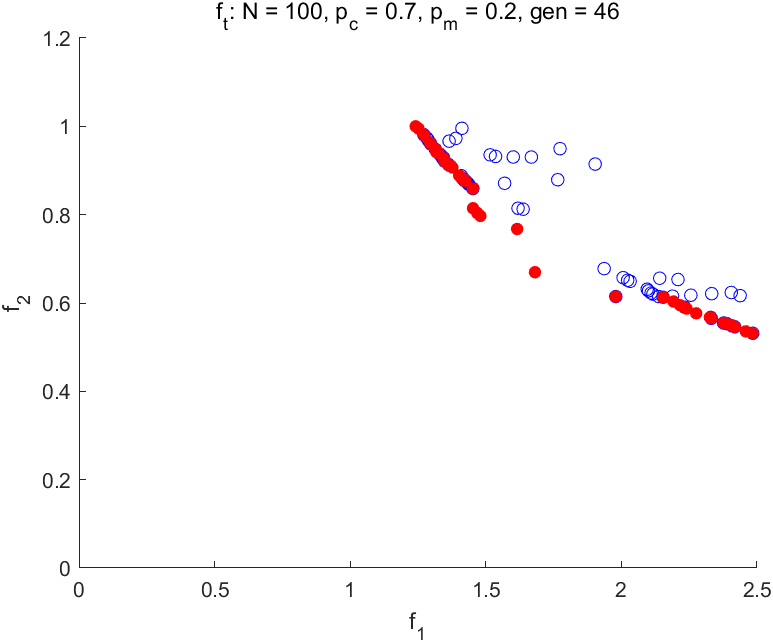 f_t: N = 100, p_c = 0.7, p_m = 0.2, gen = 46
1.2
1
0.8
0.6
0.4
0.2
0
f_2
0 0.5 1 1.5 2 2.5
f_1